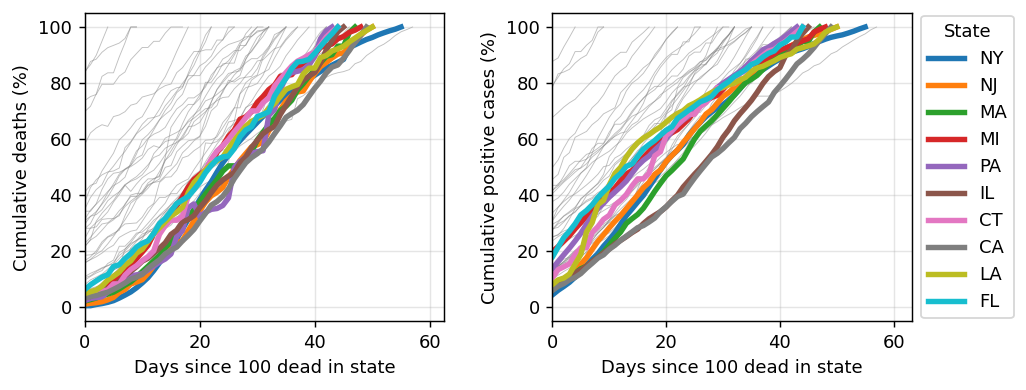 Cumulative deaths (%)
100
80
60
40
20
0
0 20 40 60
Days since 100 dead in state
Cumulative positive cases (%)
100
80
60
40
20
0
0 20 40 60
Days since 100 dead in state
State
NY
NJ
MA
MI
PA
IL
CT
CA
LA
FL